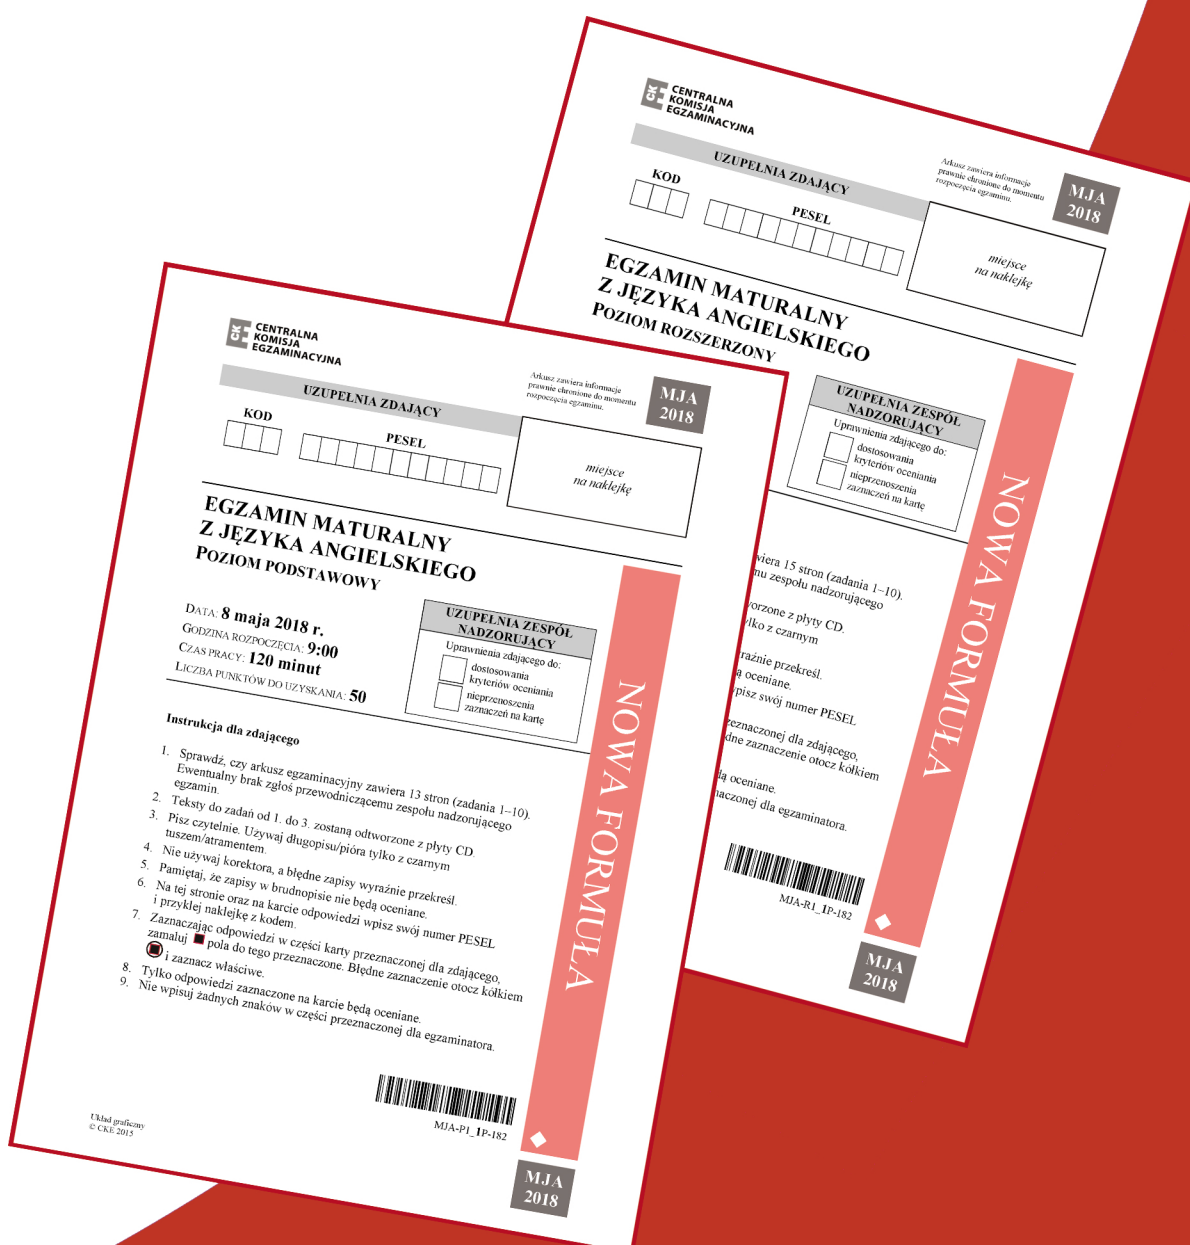 CK
CENTRALNA
KOMISJA
EGZAMINACYJNA
UZUPEŁNIA ZDAJĄCY
KOD
PESEL
Arkusz zawiera informacje
prawnie chronione do momentu
rozpoczęcia egzaminu.
MJA
2018
miejsce
na naklejkę
EGZAMIN MATURALNY
Z JĘZYKA ANGIELSKIEGO
POZIOM ROZSZERZONY
UZUPEŁNIA ZESPÓŁ
NADZORUJĄCY
Uprawnienia zdającego do:
dostosowania
kryteriów oceniania
nieprzenoszenia
zaznaczeń na kartę
NOWA FORMUŁA
wiera 15 stron (zadania 1–10).
mu zespołu nadzorującego
worzone z płyty CD.
ylko z czarnym
raźnie przekreśl.
ą oceniane.
pisz swój numer PESEL
zeznaczonej dla zdającego,
dne zaznaczenie otocz kółkiem
dą oceniane.
naczonej dla egzaminatora.
MJA-R1_1P-182
MJA
2018
CK
CENTRALNA
KOMISJA
EGZAMINACYJNA
UZUPEŁNIA ZDAJĄCY
KOD
PESEL
Arkusz zawiera informacje
prawnie chronione do momentu
rozpoczęcia egzaminu.
MJA
2018
miejsce
na naklejkę
EGZAMIN MATURALNY
Z JĘZYKA ANGIELSKIEGO
POZIOM PODSTAWOWY
DATA: 8 maja 2018 r.
GODZINA ROZPOCZĘCIA: 9:00
CZAS PRACY: 120 minut
LICZBA PUNKTÓW DO UZYSKANIA: 50
UZUPEŁNIA ZESPÓŁ
NADZORUJĄCY
Uprawnienia zdającego do:
dostosowania
kryteriów oceniania
nieprzenoszenia
zaznaczeń na kartę
NOWA FORMUŁA
Instrukcja dla zdającego
1. Sprawdź, czy arkusz egzaminacyjny zawiera 13 stron (zadania 1–10).
Ewentualny brak zgłoś przewodniczącemu zespołu nadzorującego
egzamin.
2. Teksty do zadań od 1. do 3. zostaną odtworzone z płyty CD.
3. Pisz czytelnie. Używaj długopisu/pióra tylko z czarnym
tuszem/atramentem.
4. Nie używaj korektora, a błędne zapisy wyraźnie przekreśl.
5. Pamiętaj, że zapisy w brudnopisie nie będą oceniane.
6. Na tej stronie oraz na karcie odpowiedzi wpisz swój numer PESEL
i przyklej naklejkę z kodem.
7. Zaznaczając odpowiedzi w części karty przeznaczonej dla zdającego,
zamaluj pola do tego przeznaczone. Błędne zaznaczenie otocz kółkiem
i zaznacz właściwe.
8. Tylko odpowiedzi zaznaczone na karcie będą oceniane.
9. Nie wpisuj żadnych znaków w części przeznaczonej dla egzaminatora.
Układ graficzny
© CKE 2015
MJA-P1_1P-182
MJA
2018